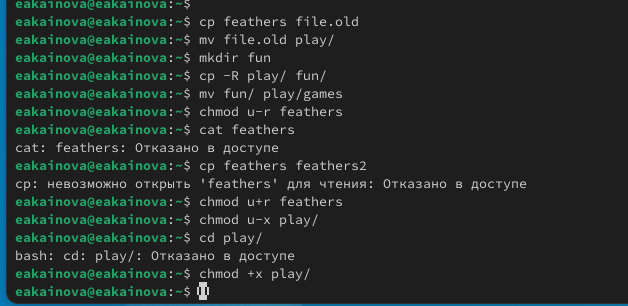 eakainova@eakainova:~$
eakainova@eakainova:~$ cp feathers file.old
eakainova@eakainova:~$ mv file.old play/
eakainova@eakainova:~$ mkdir fun
eakainova@eakainova:~$ cp -R play/ fun/
eakainova@eakainova:~$ mv fun/ play/games
eakainova@eakainova:~$ chmod u-r feathers
eakainova@eakainova:~$ cat feathers
cat: feathers: Отказано в доступе
eakainova@eakainova:~$ cp feathers feathers2
cp: невозможно открыть 'feathers' для чтения: Отказано в доступе
eakainova@eakainova:~$ chmod u+r feathers
eakainova@eakainova:~$ chmod u-x play/
eakainova@eakainova:~$ cd play/
bash: cd: play/: Отказано в доступе
eakainova@eakainova:~$ chmod +x play/
eakainova@eakainova:~$